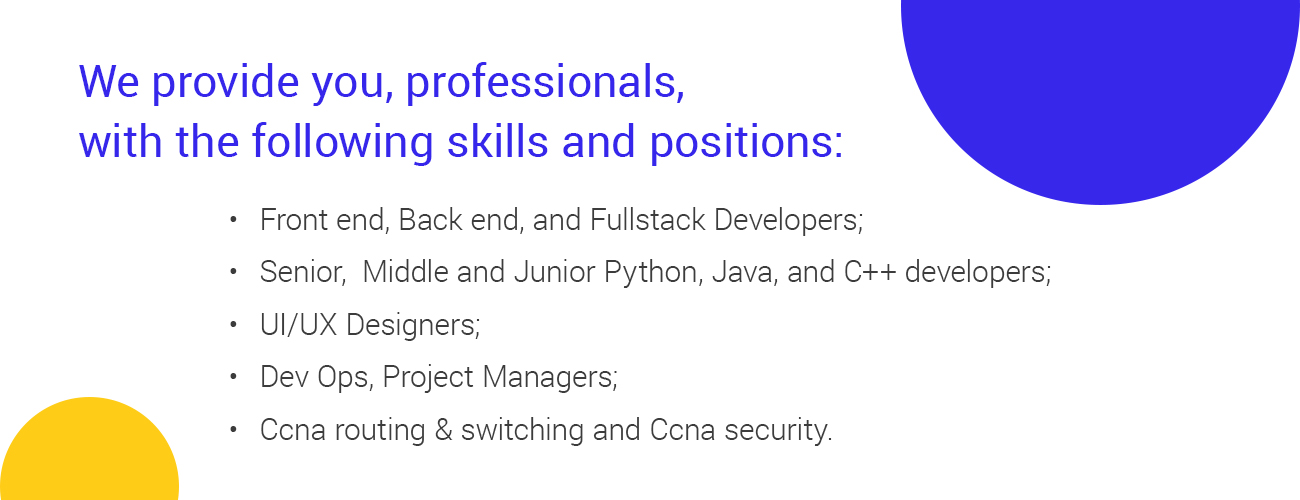 We provide you, professionals,
with the following skills and positions:
• Front end, Back end, and Fullstack Developers;
• Senior,  Middle and Junior Python, Java, and C++ developers;
• UI/UX Designers;
• Dev Ops, Project Managers;
• Ccna routing & switching and Ccna security.